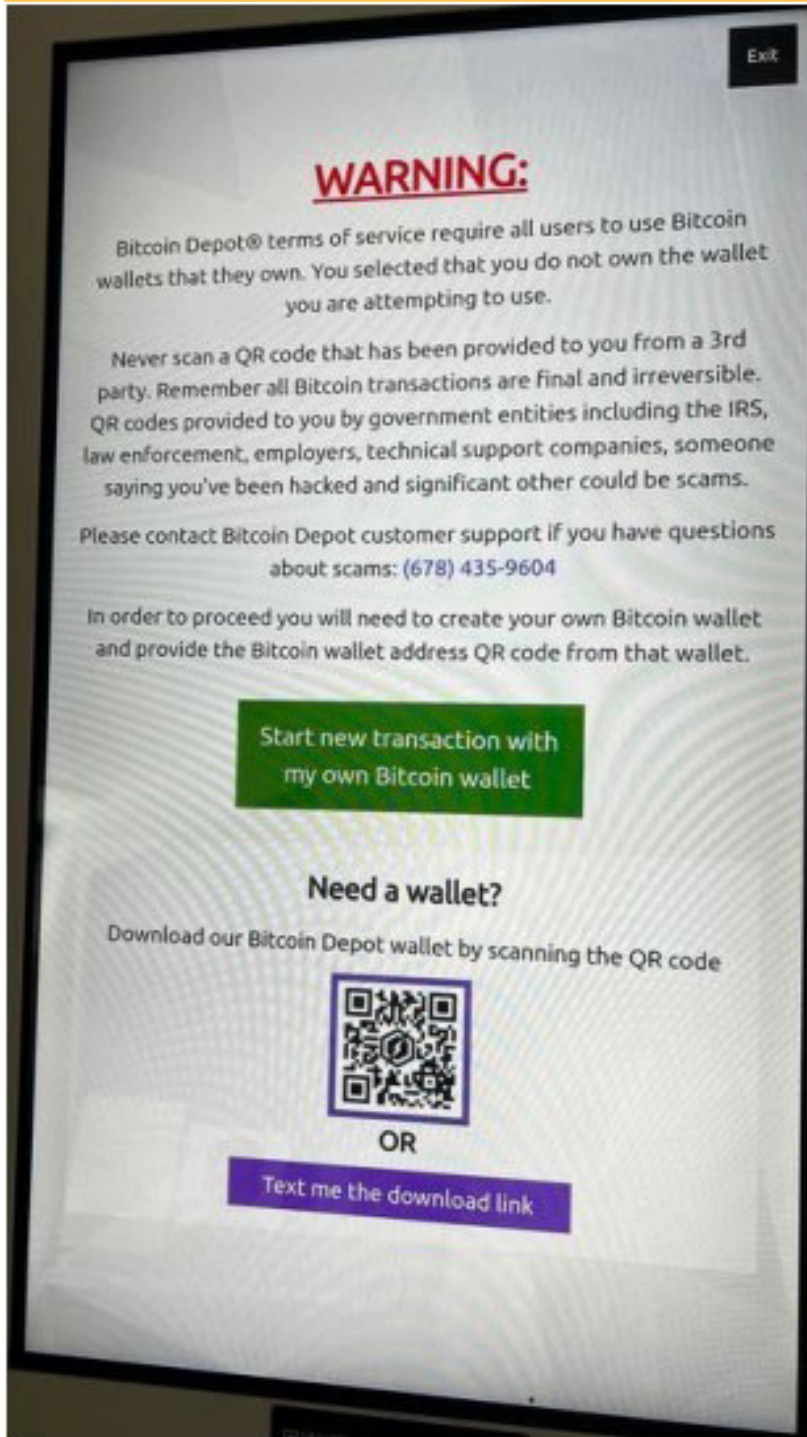 Exit
WARNING:
Bitcoin Depot® terms of service require all users to use Bitcoin
wallets that they own. You selected that you do not own the wallet
you are attempting to use.
Never scan a QR code that has been provided to you from a 3rd
party. Remember all Bitcoin transactions are final and irreversible.
QR codes provided to you by government entities including the IRS,
law enforcement, employers, technical support companies, someone
saying you've been hacked and significant other could be scams.
Please contact Bitcoin Depot customer support if you have questions
about scams: (678) 435-9604
In order to proceed you will need to create your own Bitcoin wallet
and provide the Bitcoin wallet address QR code from that wallet.
Start new transaction with
my own Bitcoin wallet
Need a wallet?
Download our Bitcoin Depot wallet by scanning the QR code
OR
Text me the download link